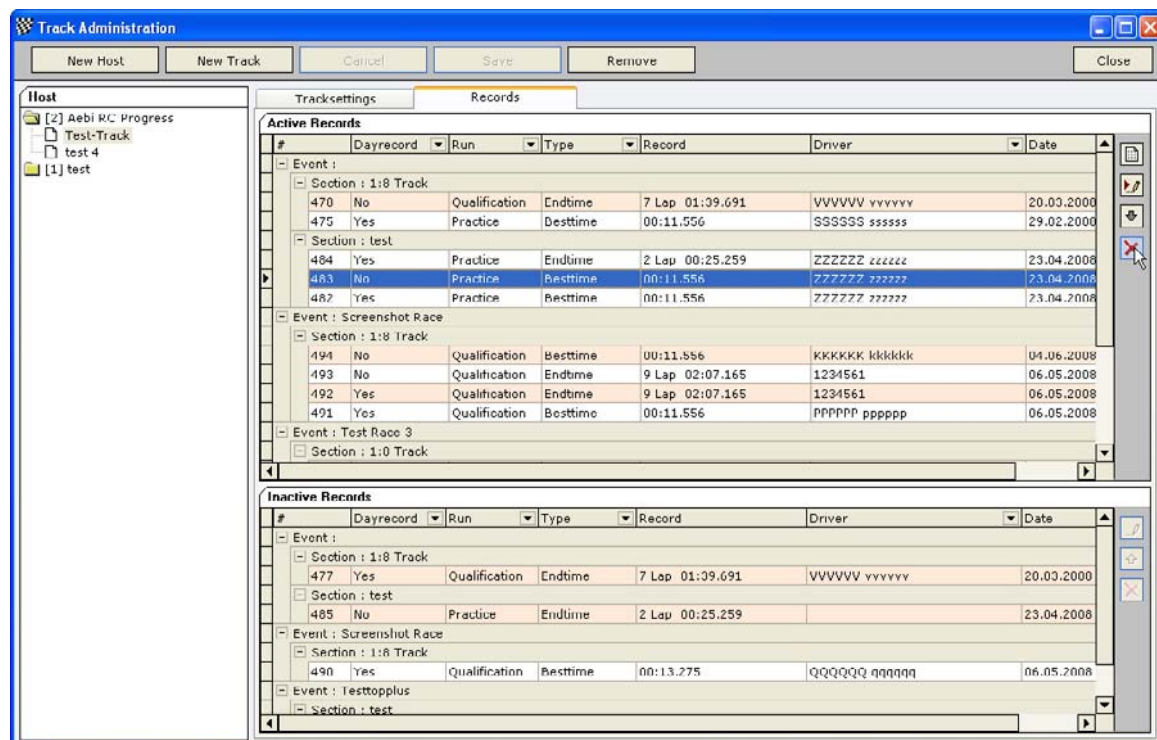 Track Administration
New Host New Track Cancel Save Remove Close
Host
[2] Aebi RC Progress
Test-Track
test 4
[1] test
Tracksettings Records
Active Records
# Dayrecord Run Type Record Driver Date
Event :
Section : 1:8 Track
470 No Qualification Endtime 7 Lap 01:39.691 VVVVVV vvvvvv 20.03.2008
475 Yes Practice Besttime 00:11.556 SSSSSS ssssss 29.02.2008
Section : test
484 Yes Practice Endtime 2 Lap 00:25.259 ZZZZZZ zzzzzz 23.04.2008
483 No Practice Besttime 00:11.556 ZZZZZZ zzzzzz 23.04.2008
482 Yes Practice Besttime 00:11.556 ZZZZZZ zzzzzz 23.04.2008
Event : Screenshot Race
Section : 1:8 Track
494 No Qualification Besttime 00:11.556 KKKKKK kkkkkk 04.06.2008
493 No Qualification Endtime 9 Lap 02:07.165 1234561 06.05.2008
492 Yes Qualification Endtime 9 Lap 02:07.165 1234561 06.05.2008
491 Yes Qualification Besttime 00:11.556 PPPPPP pppppp 06.05.2008
Event : Test Race 3
Section : 1:8 Track
Inactive Records
# Dayrecord Run Type Record Driver Date
Event :
Section : 1:8 Track
477 Yes Qualification Endtime 7 Lap 01:39.691 VVVVVV vvvvvv 20.03.2008
Section : test
485 No Practice Endtime 2 Lap 00:25.259 23.04.2008
Event : Screenshot Race
Section : 1:8 Track
490 Yes Qualification Besttime 00:13.275 QQQQQQ qqqqqq 06.05.2008
Event : Testtopplus
Section : test